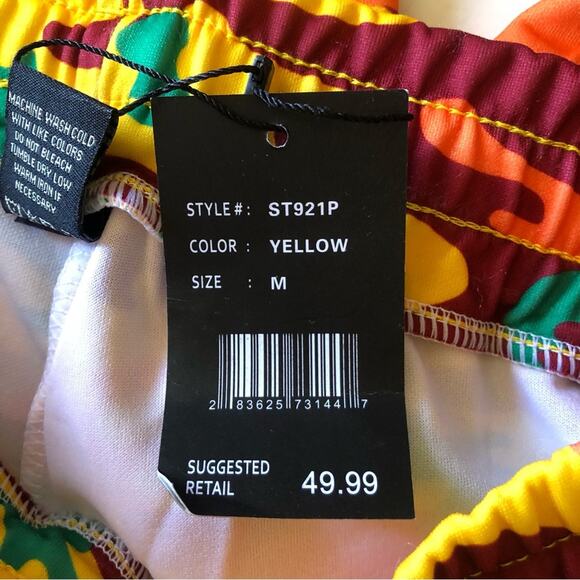 MACHINE WASH COLD
WITH LIKE COLORS
DO NOT BLEACH
TUMBLE DRY LOW
WARM IRON IF
NECESSARY
STYLE # : ST921P
COLOR : YELLOW
SIZE : M
2 83625 73144 7
SUGGESTED
RETAIL 49.99